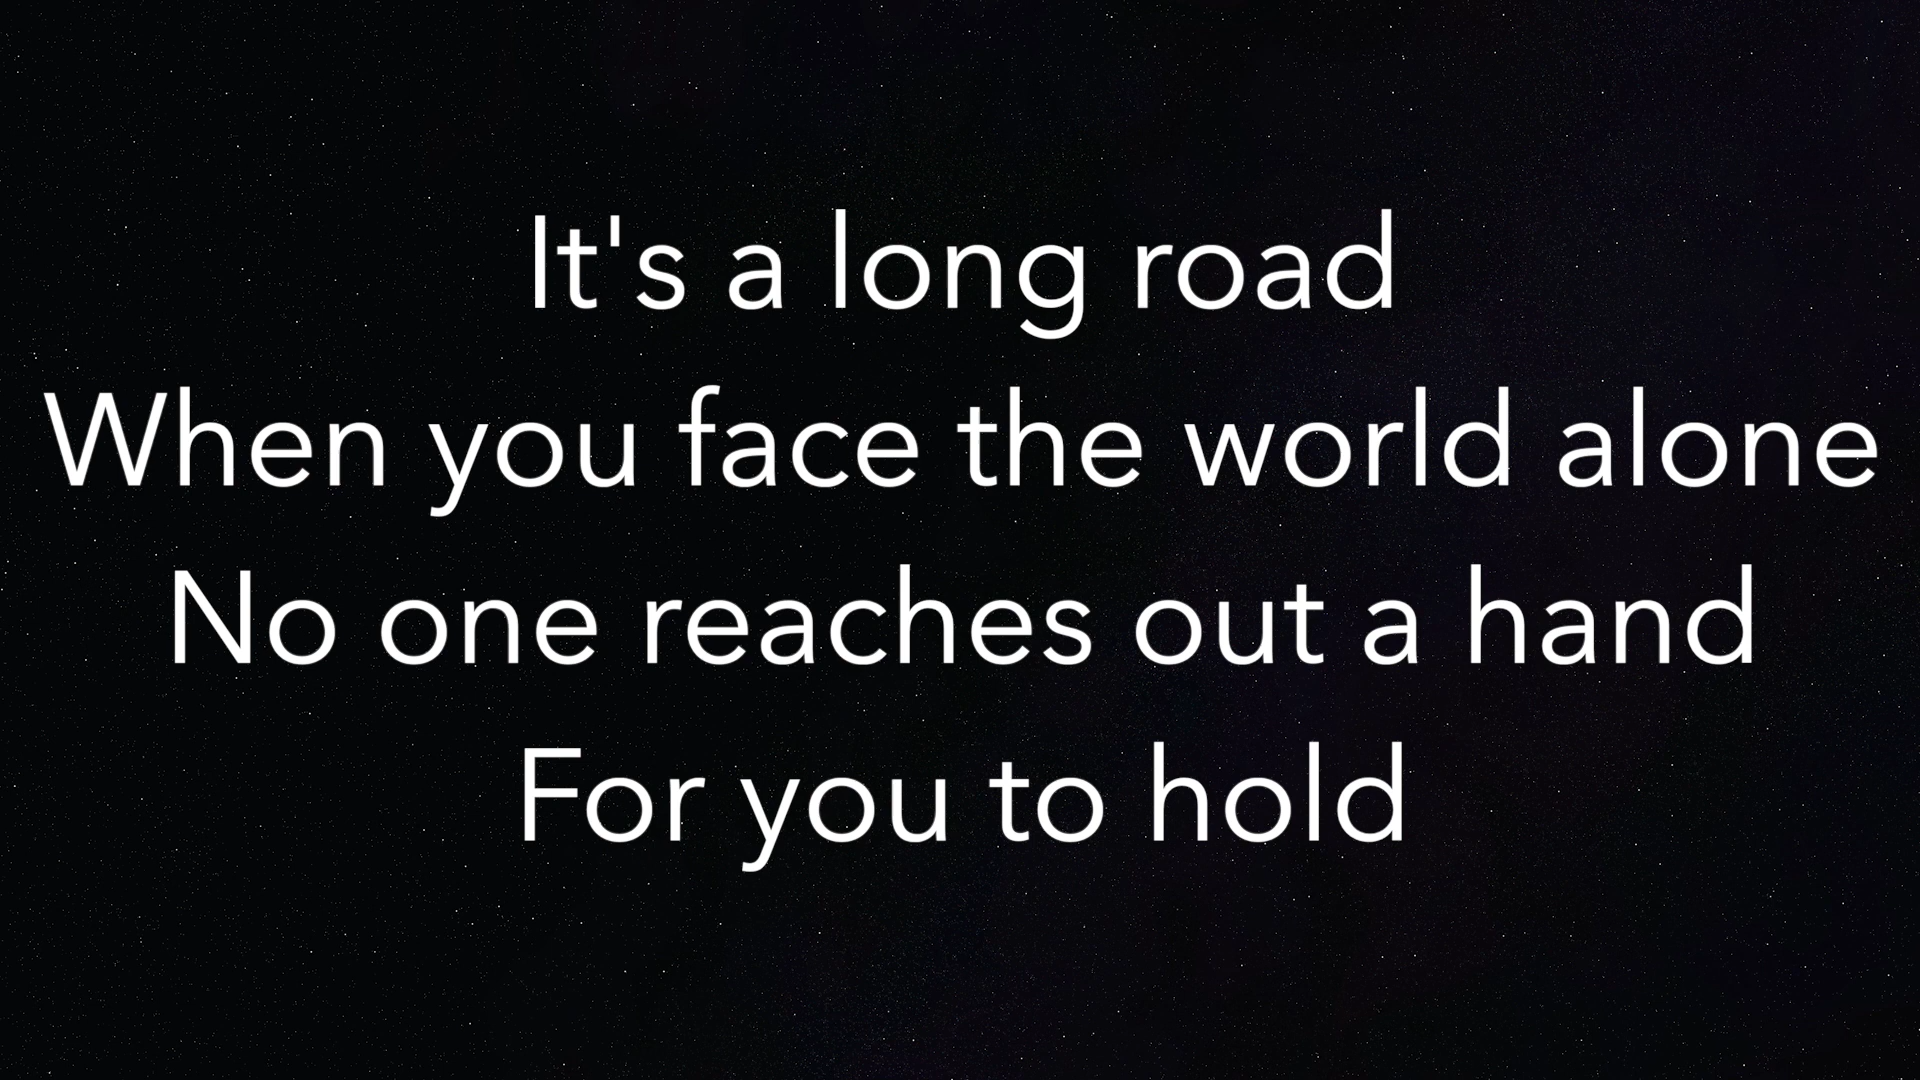 It's a long road
When you face the world alone
No one reaches out a hand
For you to hold